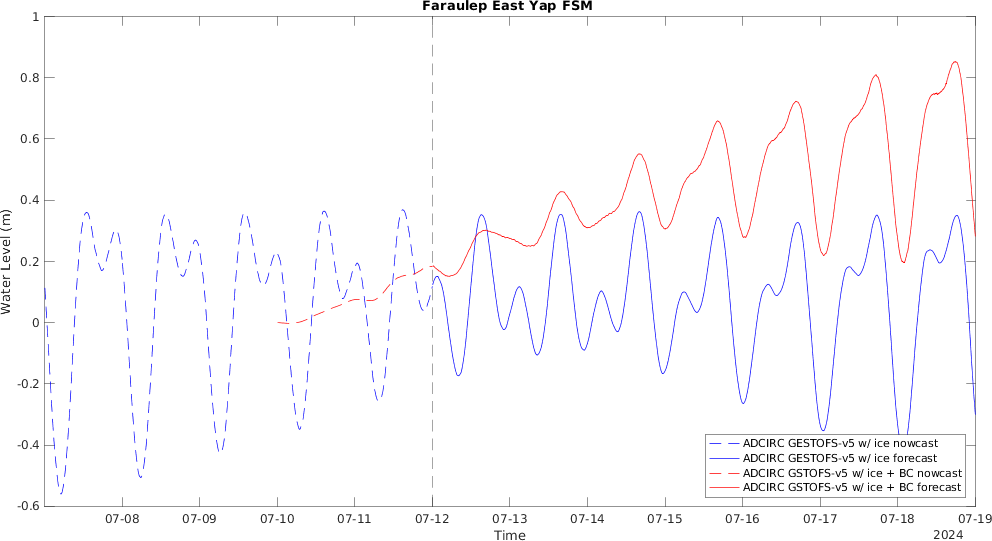 Faraulep East Yap FSM
1
0.8
0.6
0.4
0.2
0
-0.2
-0.4
-0.6
Water Level (m)
07-08 07-09 07-10 07-11 07-12 07-13 07-14 07-15 07-16 07-17 07-18 07-19
Time
2024
ADCIRC GESTOFS-v5 w/ ice nowcast
ADCIRC GESTOFS-v5 w/ ice forecast
ADCIRC GSTOFS-v5 w/ ice + BC nowcast
ADCIRC GSTOFS-v5 w/ ice + BC forecast